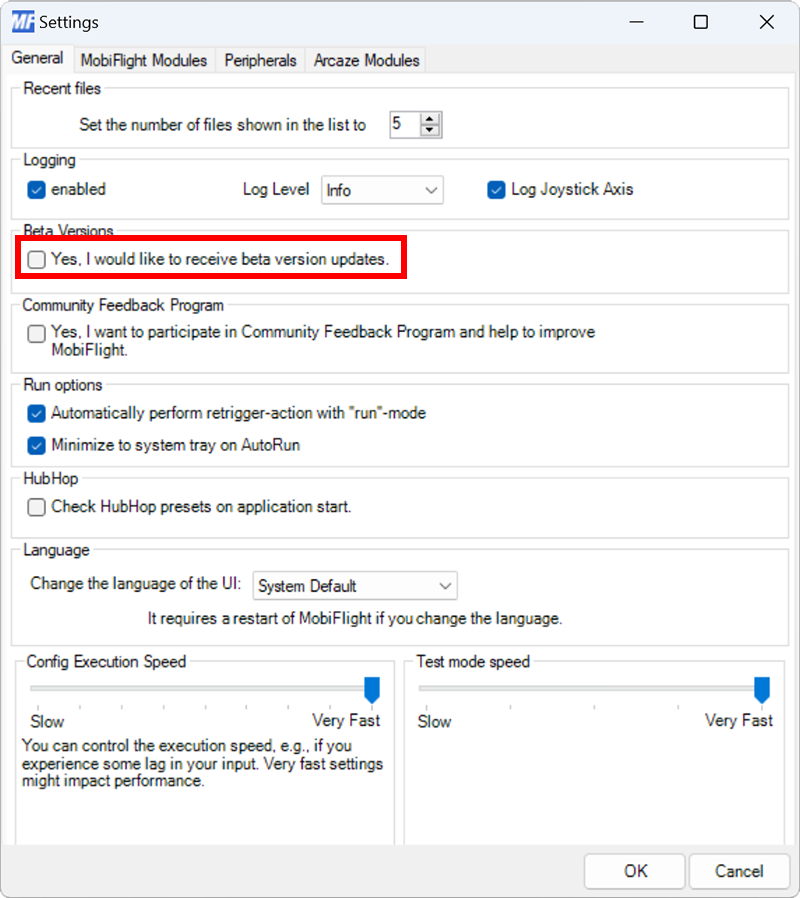 MF Settings
General MobiFlight Modules Peripherals Arcaze Modules
Recent files
Set the number of files shown in the list to 5
Logging
enabled Log Level Info Log Joystick Axis
Beta Versions
Yes, I would like to receive beta version updates.
Community Feedback Program
Yes, I want to participate in Community Feedback Program and help to improve
MobiFlight.
Run options
Automatically perform retrigger-action with "run"-mode
Minimize to system tray on AutoRun
HubHop
Check HubHop presets on application start.
Language
Change the language of the UI: System Default
It requires a restart of MobiFlight if you change the language.
Config Execution Speed
Slow Very Fast
You can control the execution speed, e.g., if you
experience some lag in your input. Very fast settings
might impact performance.
Test mode speed
Slow Very Fast
OK Cancel